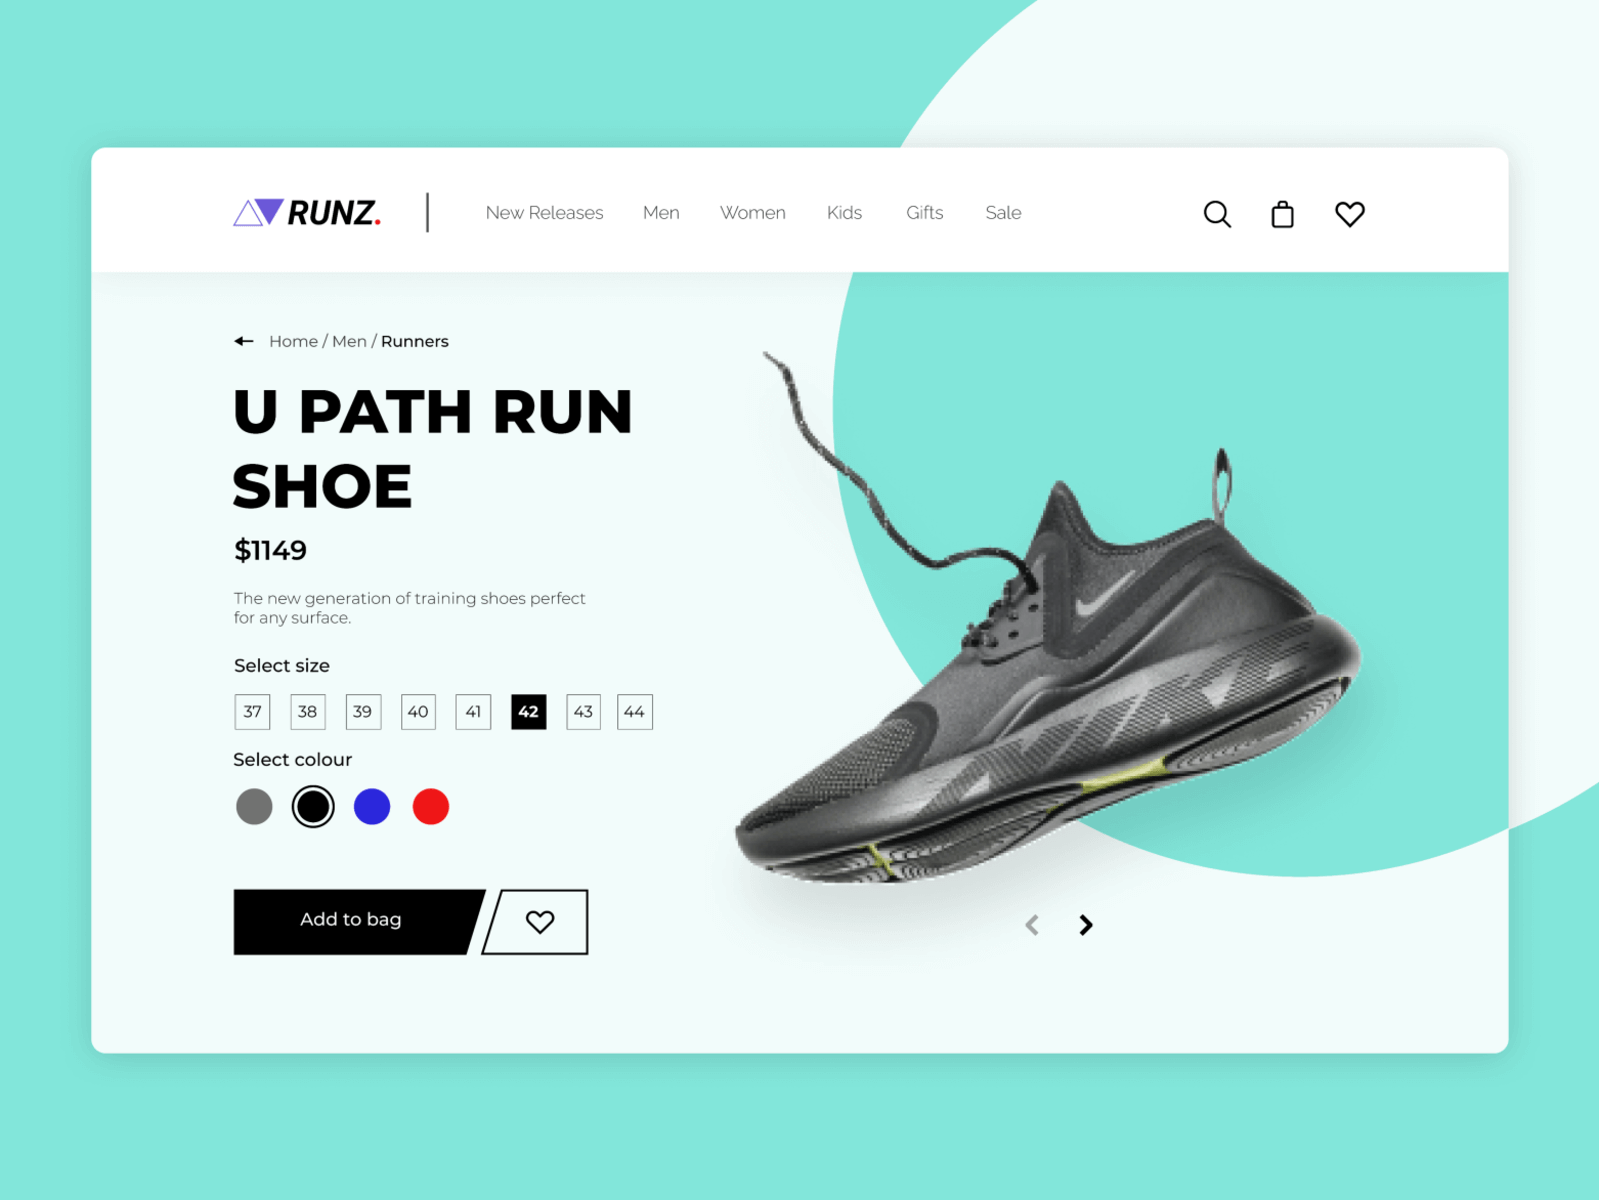 RUNZ.
New Releases
Men
Women
Kids
Gifts
Sale
Home / Men / Runners
U PATH RUN
SHOE
$1149
The new generation of training shoes perfect
for any surface.
Select size
37
38
39
40
41
42
43
44
Select colour
Add to bag
NIKE